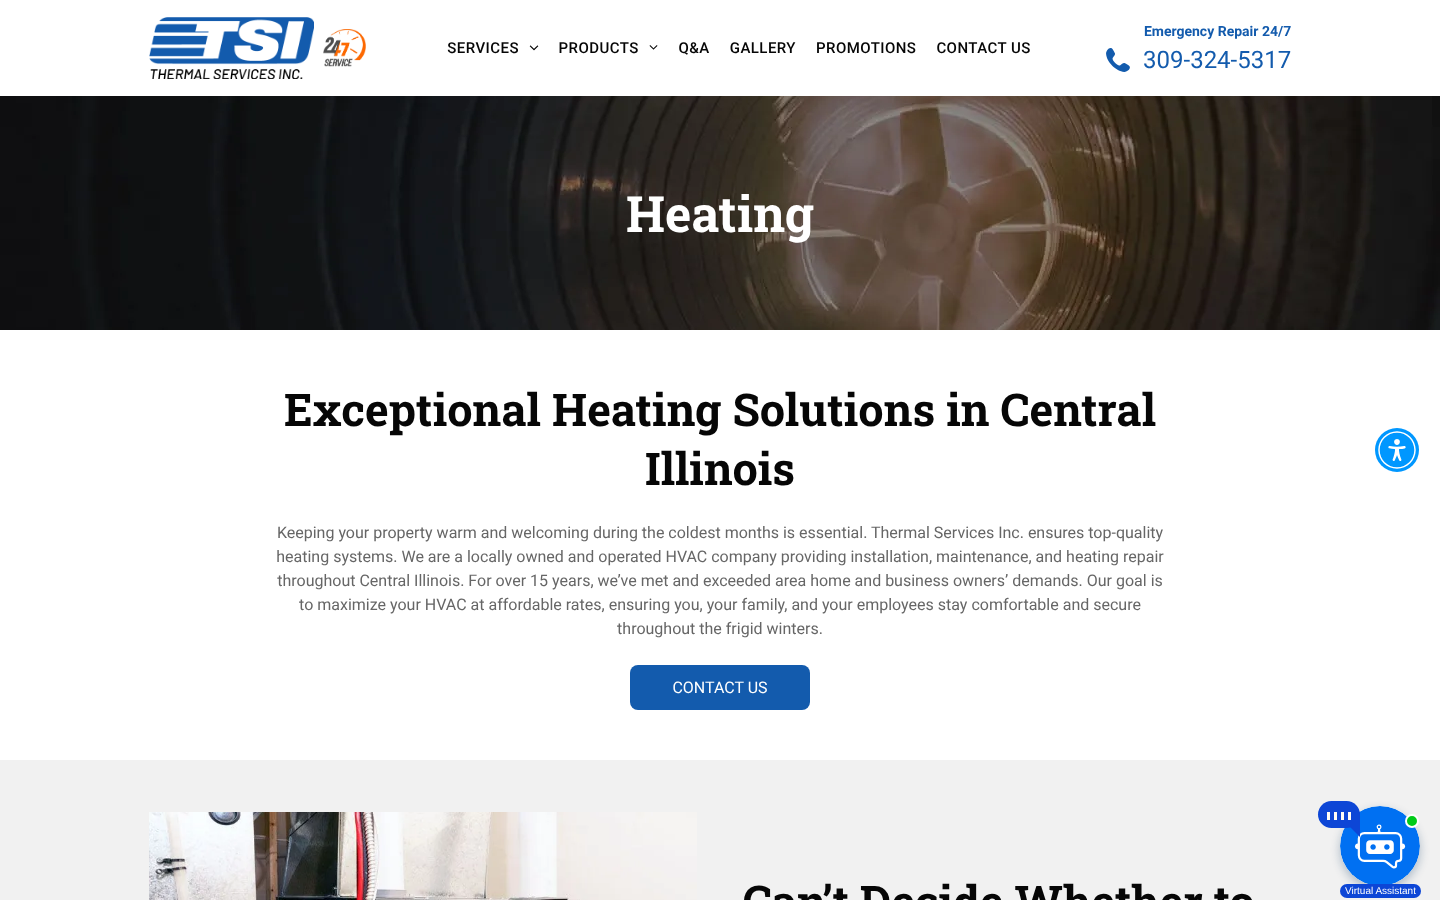 TSI
THERMAL SERVICES INC.
24/7
SERVICE
SERVICES
PRODUCTS
Q&A
GALLERY
PROMOTIONS
CONTACT US
Emergency Repair 24/7
309-324-5317
Heating
Exceptional Heating Solutions in Central
Illinois
Keeping your property warm and welcoming during the coldest months is essential. Thermal Services Inc. ensures top-quality
heating systems. We are a locally owned and operated HVAC company providing installation, maintenance, and heating repair
throughout Central Illinois. For over 15 years, we’ve met and exceeded area home and business owners’ demands. Our goal is
to maximize your HVAC at affordable rates, ensuring you, your family, and your employees stay comfortable and secure
throughout the frigid winters.
CONTACT US
Can’t Decide Whether to
Virtual Assistant